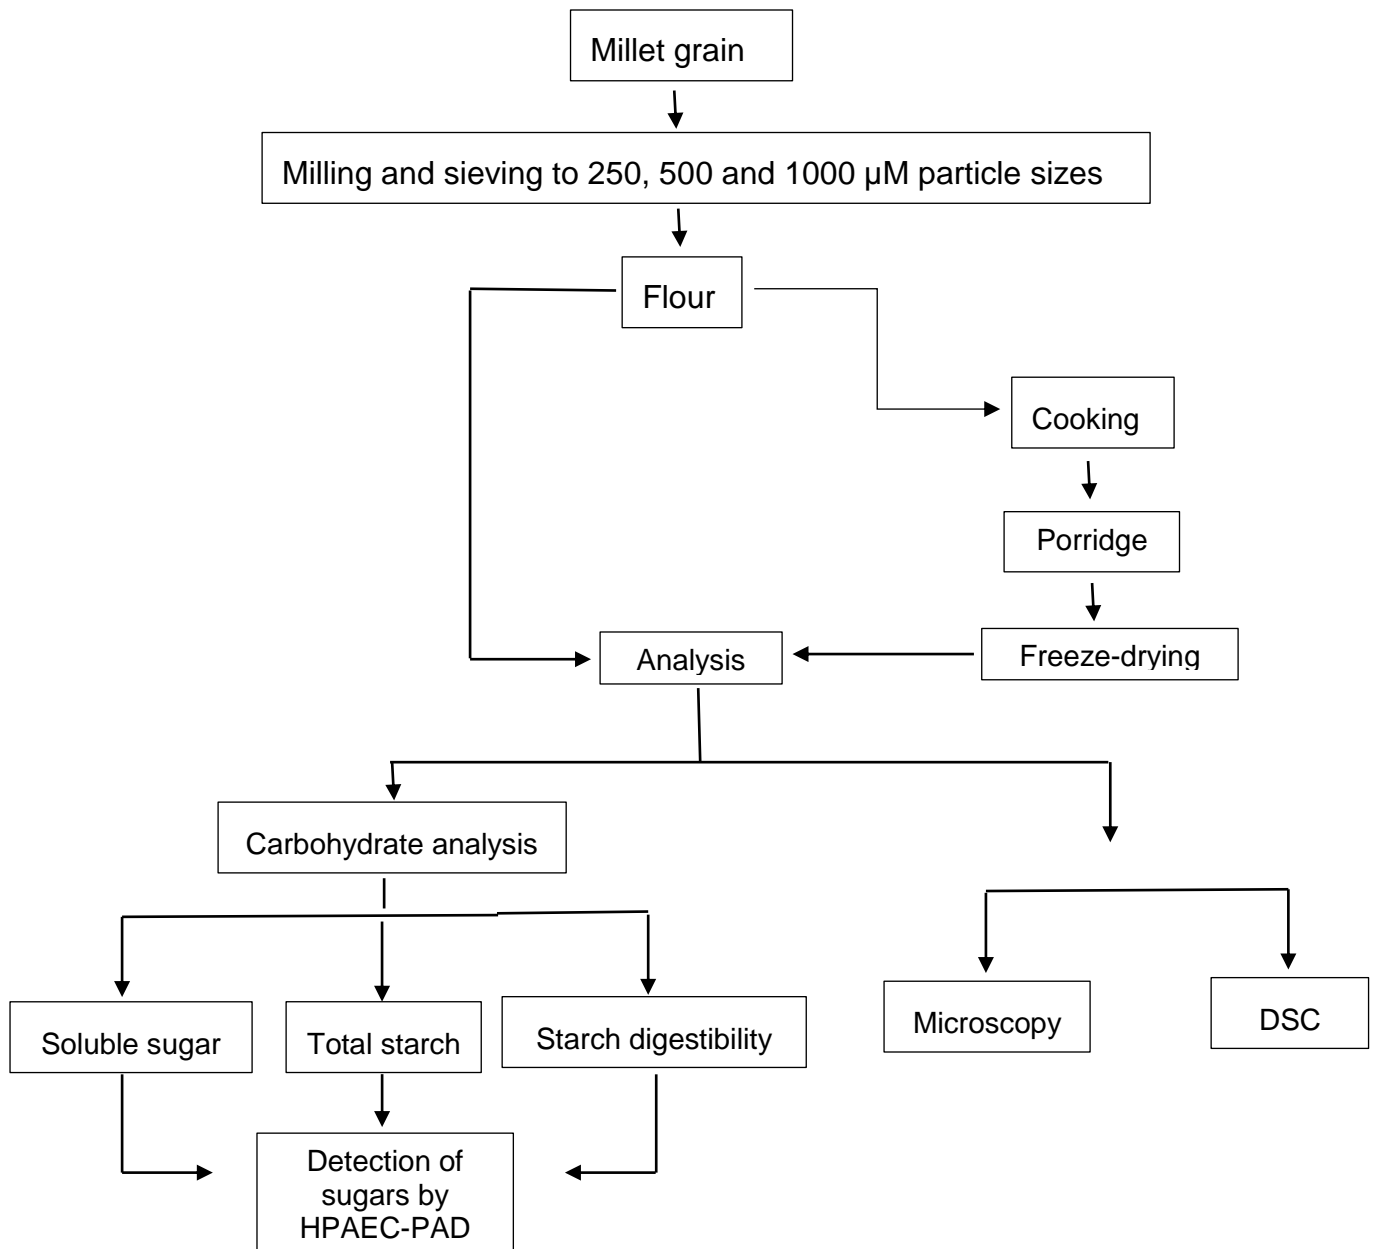 Millet grain
Milling and sieving to 250, 500 and 1000 µM particle sizes
Flour
Cooking
Porridge
Freeze-drying
Analysis
Carbohydrate analysis
Soluble sugar
Total starch
Starch digestibility
Microscopy
DSC
Detection of
sugars by
HPAEC-PAD